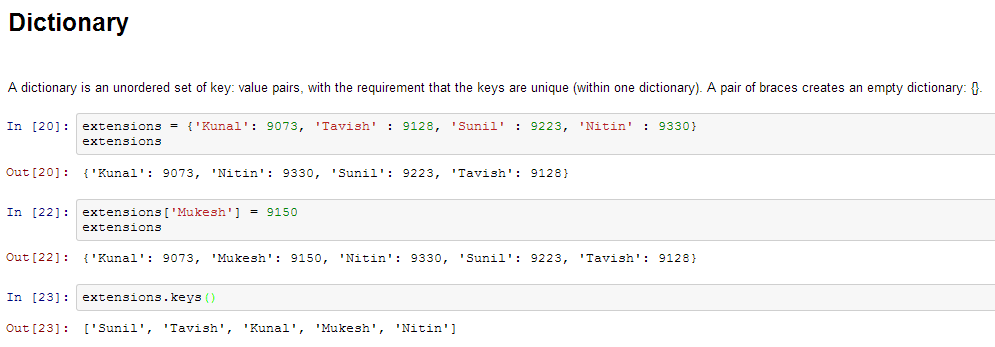 Dictionary
A dictionary is an unordered set of key: value pairs, with the requirement that the keys are unique (within one dictionary). A pair of braces creates an empty dictionary: {}.
In [20]: extensions = {'Kunal': 9073, 'Tavish' : 9128, 'Sunil' : 9223, 'Nitin' : 9330}
extensions
Out[20]: {'Kunal': 9073, 'Nitin': 9330, 'Sunil': 9223, 'Tavish': 9128}
In [22]: extensions['Mukesh'] = 9150
extensions
Out[22]: {'Kunal': 9073, 'Mukesh': 9150, 'Nitin': 9330, 'Sunil': 9223, 'Tavish': 9128}
In [23]: extensions.keys()
Out[23]: ['Sunil', 'Tavish', 'Kunal', 'Mukesh', 'Nitin']